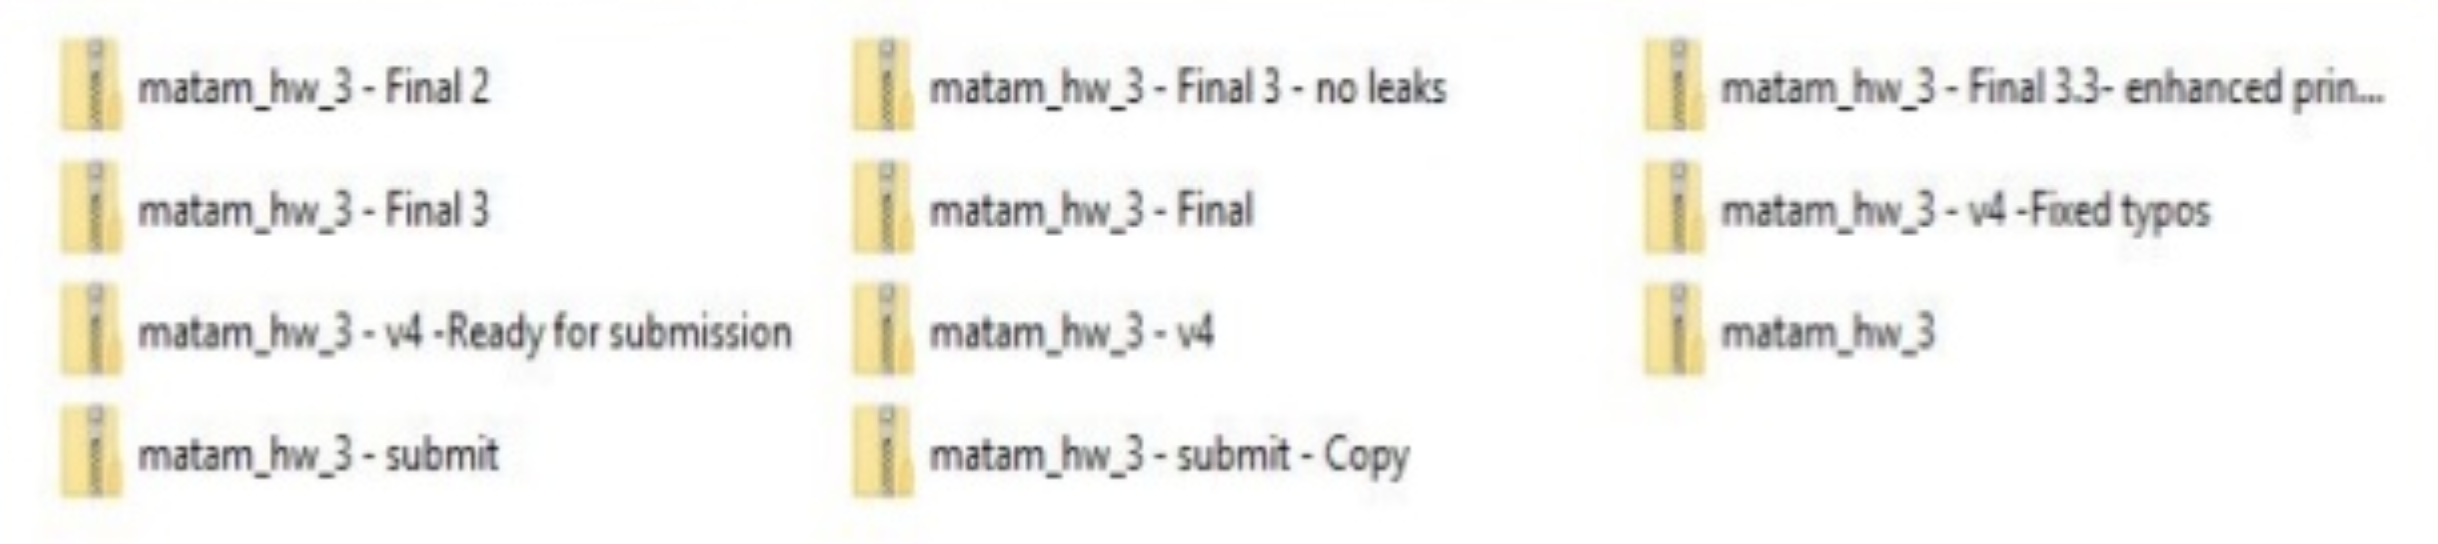 matam_hw_3 - Final 2
matam_hw_3 - Final 3 - no leaks
matam_hw_3 - Final 3.3- enhanced prin...
matam_hw_3 - Final 3
matam_hw_3 - Final
matam_hw_3 - v4 -Fixed typos
matam_hw_3 - v4 -Ready for submission
matam_hw_3 - v4
matam_hw_3
matam_hw_3 - submit
matam_hw_3 - submit - Copy